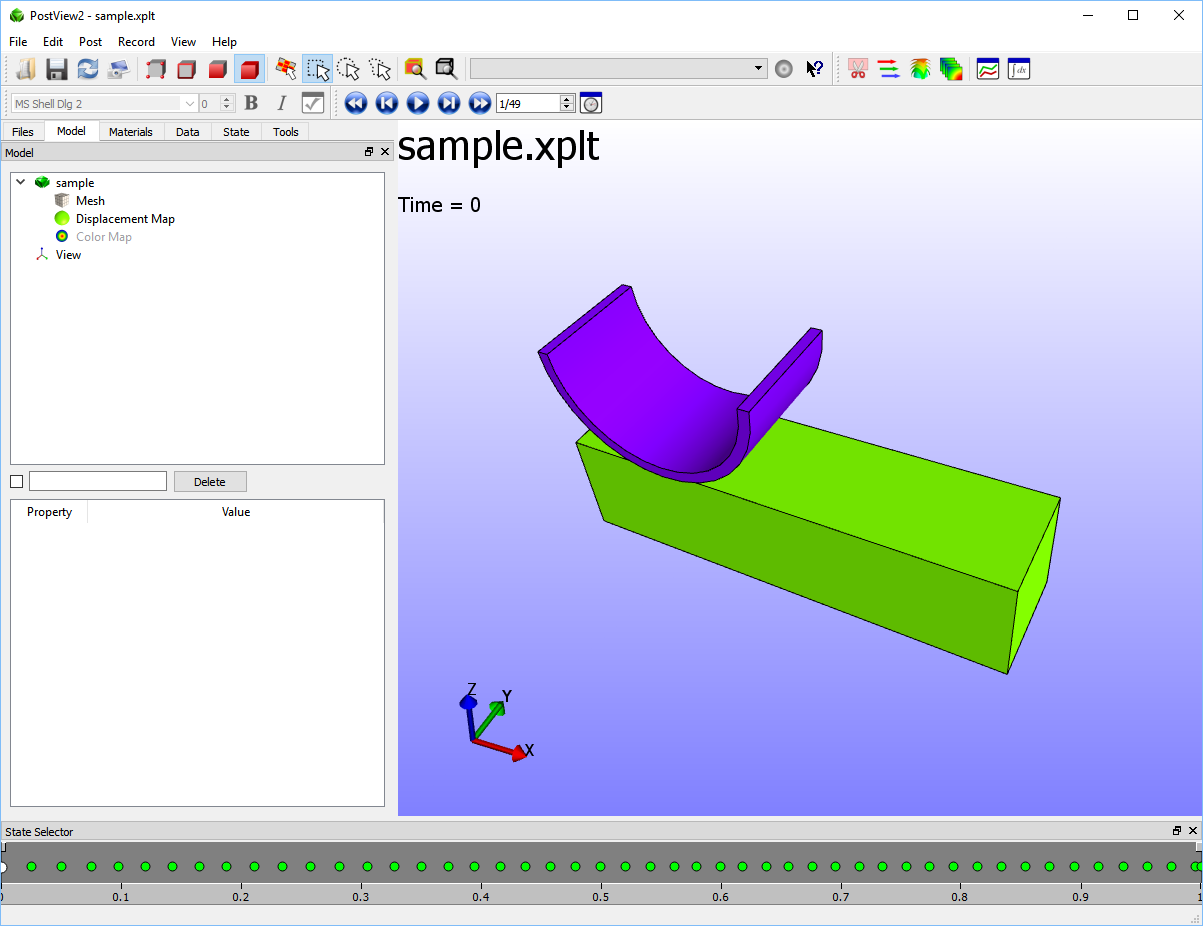 PostView2 - sample.xplt
File Edit Post Record View Help
MS Shell Dlg 2 0 B I 1/49
Files Model Materials Data State Tools
Model
sample.xplt
Time = 0
sample
Mesh
Displacement Map
Color Map
View
Delete
Property Value
Z
Y
X
State Selector
0.1 0.2 0.3 0.4 0.5 0.6 0.7 0.8 0.9 1